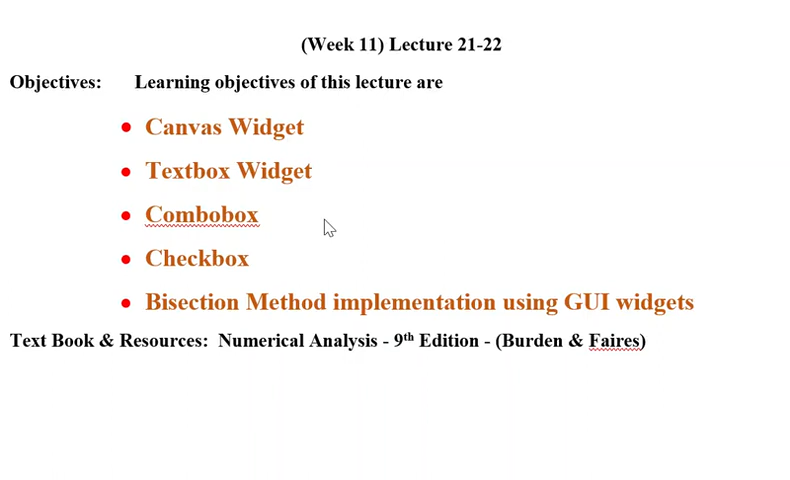 (Week 11) Lecture 21-22
Objectives: Learning objectives of this lecture are
• Canvas Widget
• Textbox Widget
• Combobox
• Checkbox
• Bisection Method implementation using GUI widgets
Text Book & Resources: Numerical Analysis - 9th Edition - (Burden & Faires)